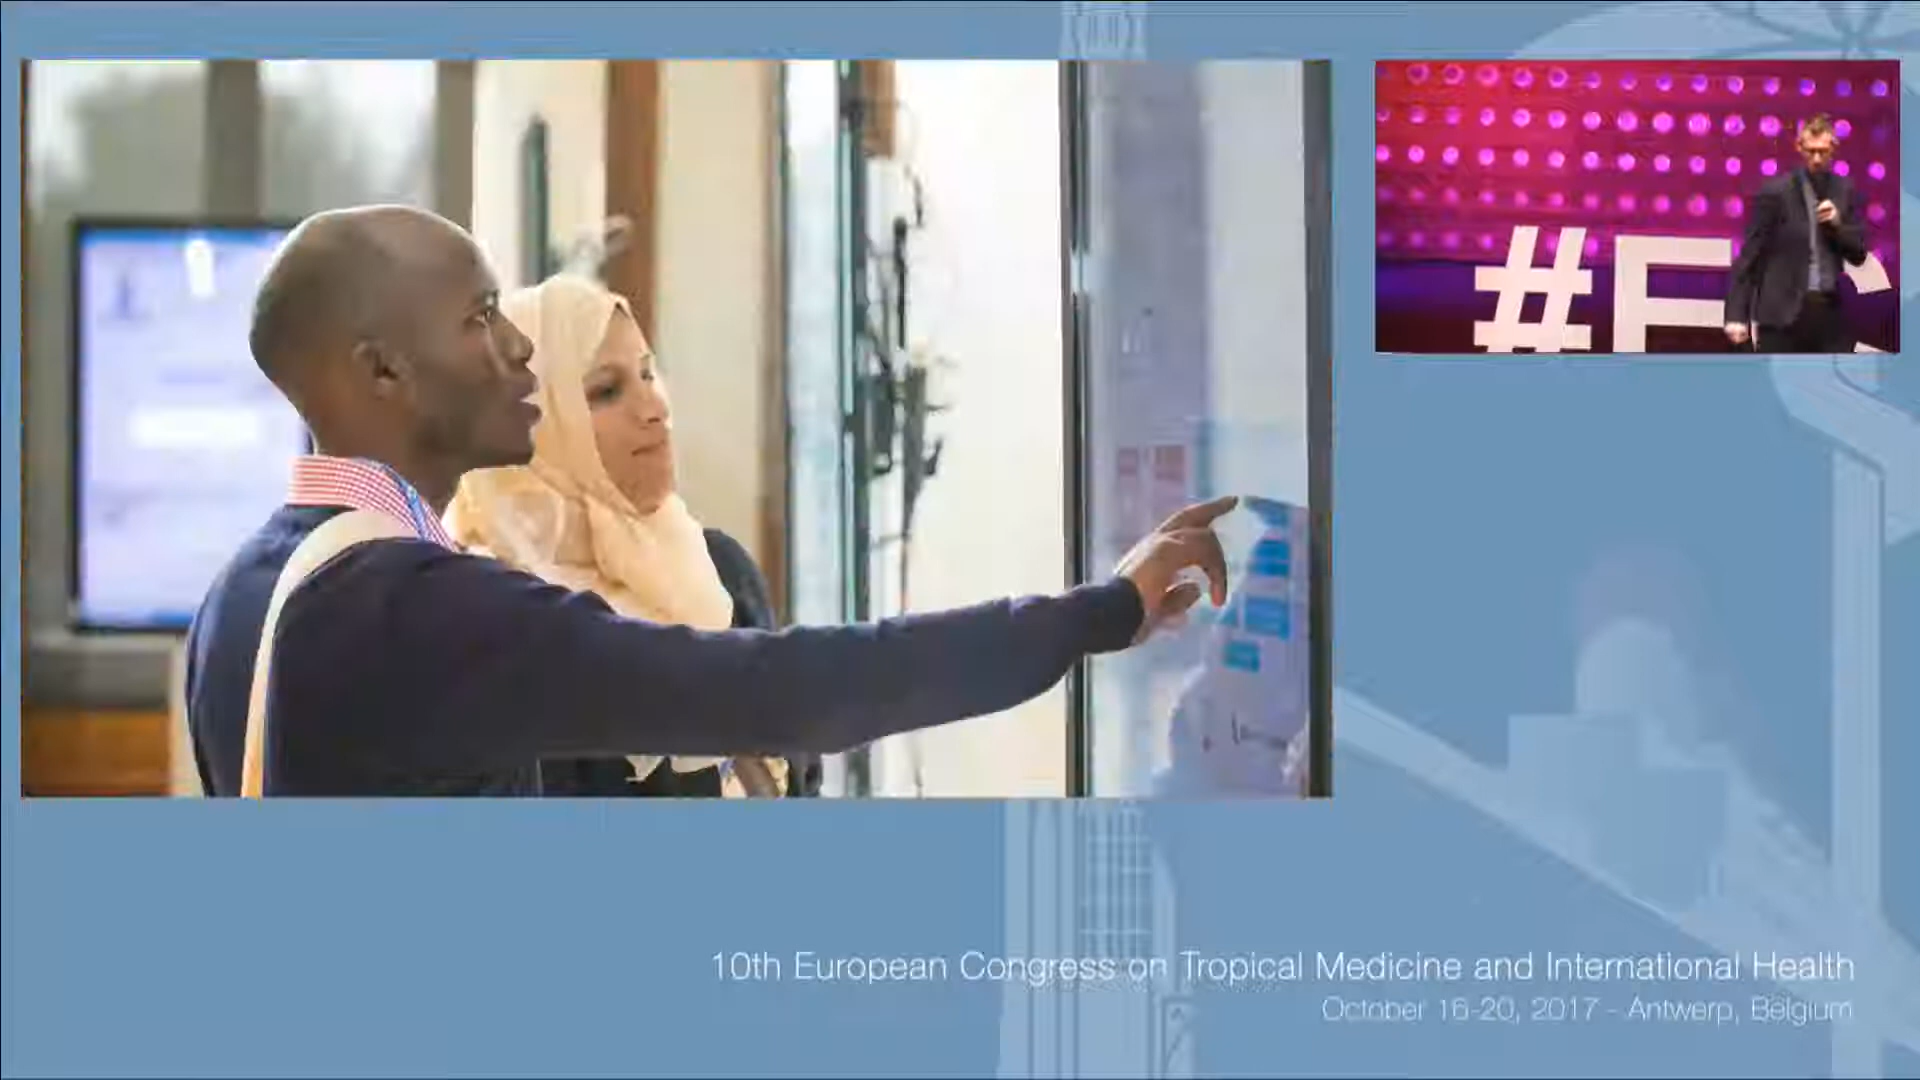 #E
10th European Congress on Tropical Medicine and International Health
October 16-20, 2017 - Antwerp, Belgium